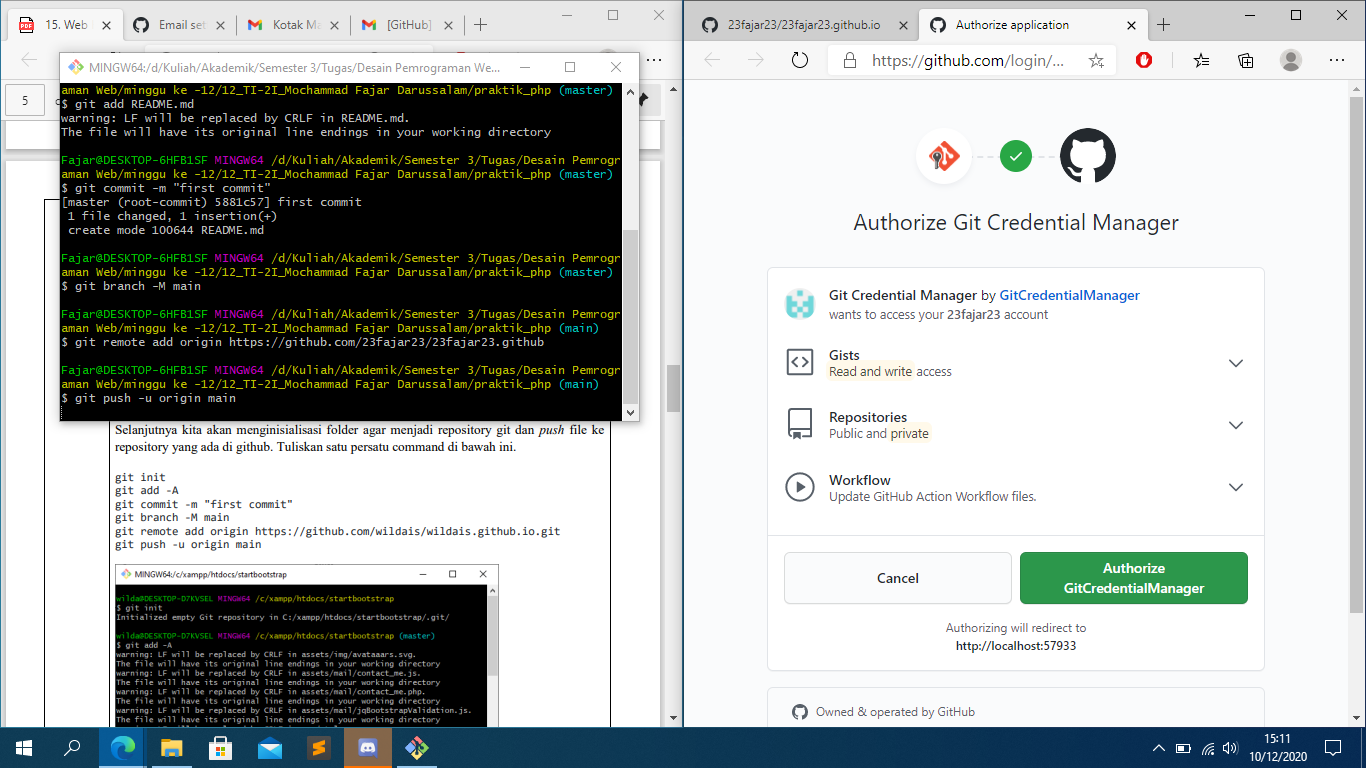 15. Web
Email set
Kotak Ma
[GitHub]
5
MINGW64:/d/Kuliah/Akademik/Semester 3/Tugas/Desain Pemrograman We...
aman Web/minggu ke -12/12_TI-2I_Mochammad Fajar Darussalam/praktik_php (master)
$ git add README.md
warning: LF will be replaced by CRLF in README.md.
The file will have its original line endings in your working directory
Fajar@DESKTOP-6HFB1SF MINGW64 /d/Kuliah/Akademik/Semester 3/Tugas/Desain Pemrogr
aman Web/minggu ke -12/12_TI-2I_Mochammad Fajar Darussalam/praktik_php (master)
$ git commit -m "first commit"
[master (root-commit) 5881c57] first commit
1 file changed, 1 insertion(+)
create mode 100644 README.md
Fajar@DESKTOP-6HFB1SF MINGW64 /d/Kuliah/Akademik/Semester 3/Tugas/Desain Pemrogr
aman Web/minggu ke -12/12_TI-2I_Mochammad Fajar Darussalam/praktik_php (master)
$ git branch -M main
Fajar@DESKTOP-6HFB1SF MINGW64 /d/Kuliah/Akademik/Semester 3/Tugas/Desain Pemrogr
aman Web/minggu ke -12/12_TI-2I_Mochammad Fajar Darussalam/praktik_php (main)
$ git remote add origin https://github.com/23fajar23/23fajar23.github
Fajar@DESKTOP-6HFB1SF MINGW64 /d/Kuliah/Akademik/Semester 3/Tugas/Desain Pemrogr
aman Web/minggu ke -12/12_TI-2I_Mochammad Fajar Darussalam/praktik_php (main)
$ git push -u origin main
Selanjutnya kita akan menginisialisasi folder agar menjadi repository git dan push file ke
repository yang ada di github. Tuliskan satu persatu command di bawah ini.
git init
git add -A
git commit -m "first commit"
git branch -M main
git remote add origin https://github.com/wildais/wildais.github.io.git
git push -u origin main
MINGW64:/c/xampp/htdocs/startbootstrap
wilda@DESKTOP-D7KVSEL MINGW64 /c/xampp/htdocs/startbootstrap
$ git init
Initialized empty Git repository in C:/xampp/htdocs/startbootstrap/.git/
wilda@DESKTOP-D7KVSEL MINGW64 /c/xampp/htdocs/startbootstrap (master)
$ git add -A
warning: LF will be replaced by CRLF in assets/img/avataaars.svg.
The file will have its original line endings in your working directory
warning: LF will be replaced by CRLF in assets/mail/contact_me.js.
The file will have its original line endings in your working directory
warning: LF will be replaced by CRLF in assets/mail/contact_me.php.
The file will have its original line endings in your working directory
warning: LF will be replaced by CRLF in assets/mail/jqBootstrapValidation.js.
The file will have its original line endings in your working directory
23fajar23/23fajar23.github.io
Authorize application
https://github.com/login/...
Authorize Git Credential Manager
Git Credential Manager by GitCredentialManager
wants to access your 23fajar23 account
Gists
Read and write access
Repositories
Public and private
Workflow
Update GitHub Action Workflow files.
Cancel
Authorize
GitCredentialManager
Authorizing will redirect to
http://localhost:57933
Owned & operated by GitHub
15:11
10/12/2020